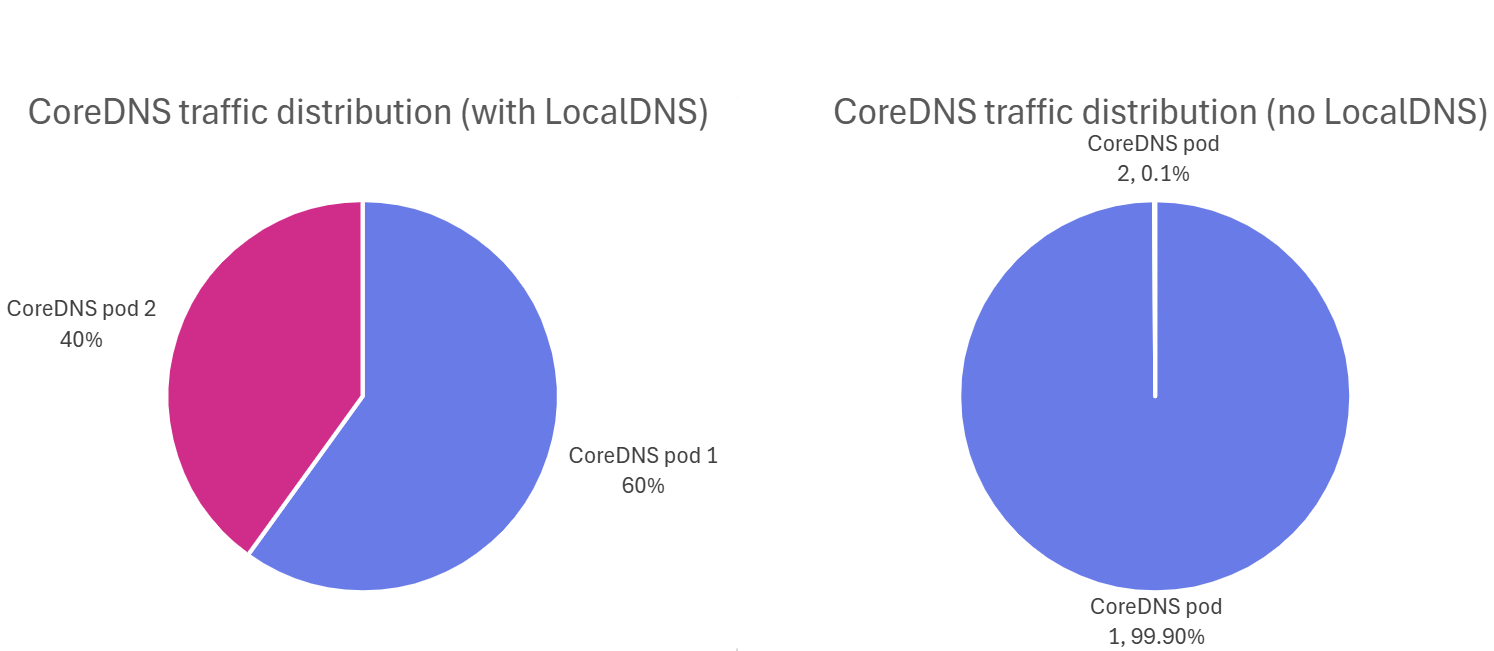 CoreDNS traffic distribution (with LocalDNS)
CoreDNS pod 2
40%
CoreDNS pod 1
60%
CoreDNS traffic distribution (no LocalDNS)
CoreDNS pod
2, 0.1%
CoreDNS pod
1, 99.90%